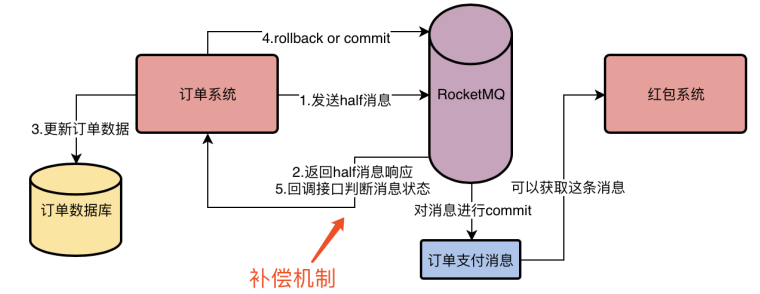 4.rollback or commit
订单系统
1.发送half消息
RocketMQ
红包系统
3.更新订单数据
2.返回half消息响应
5.回调接口判断消息状态
可以获取这条消息
订单数据库
对消息进行commit
订单支付消息
补偿机制